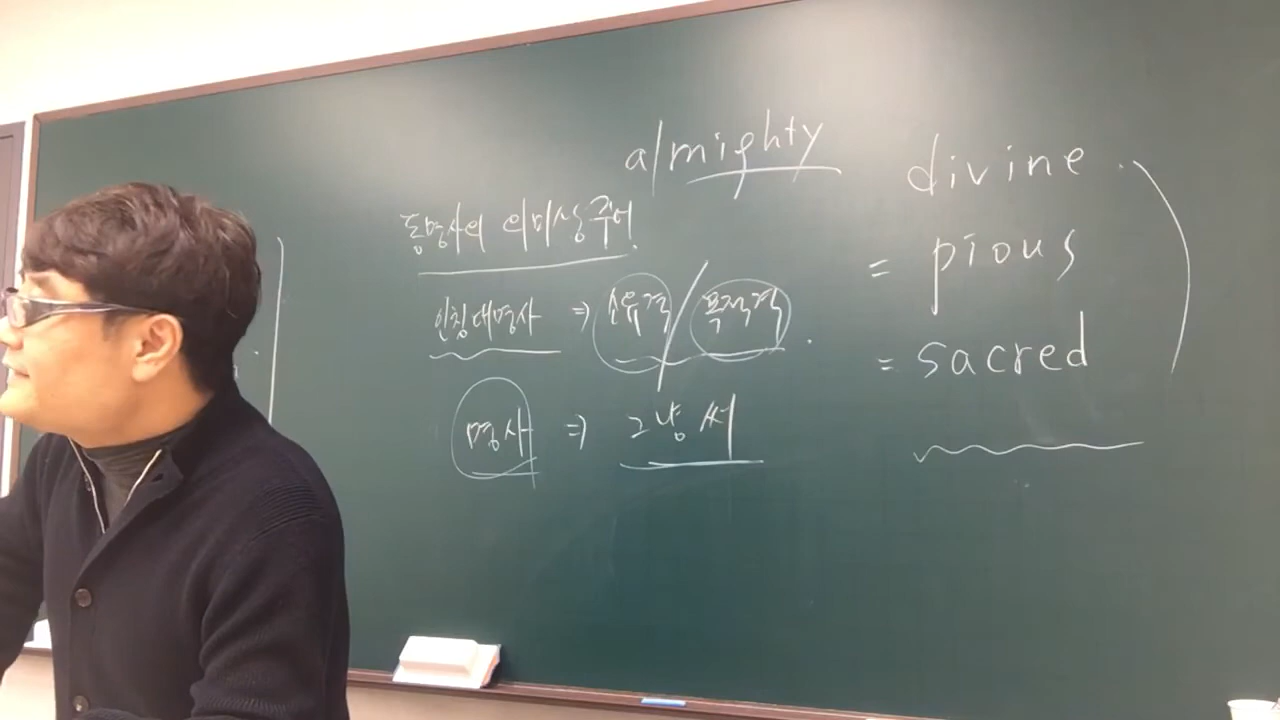 almighty
동명사의 의미상 주어
인칭대명사 ⇒ 소유격 / 목적격.
명사 ⇒ 그냥 써
divine
= pious
= sacred